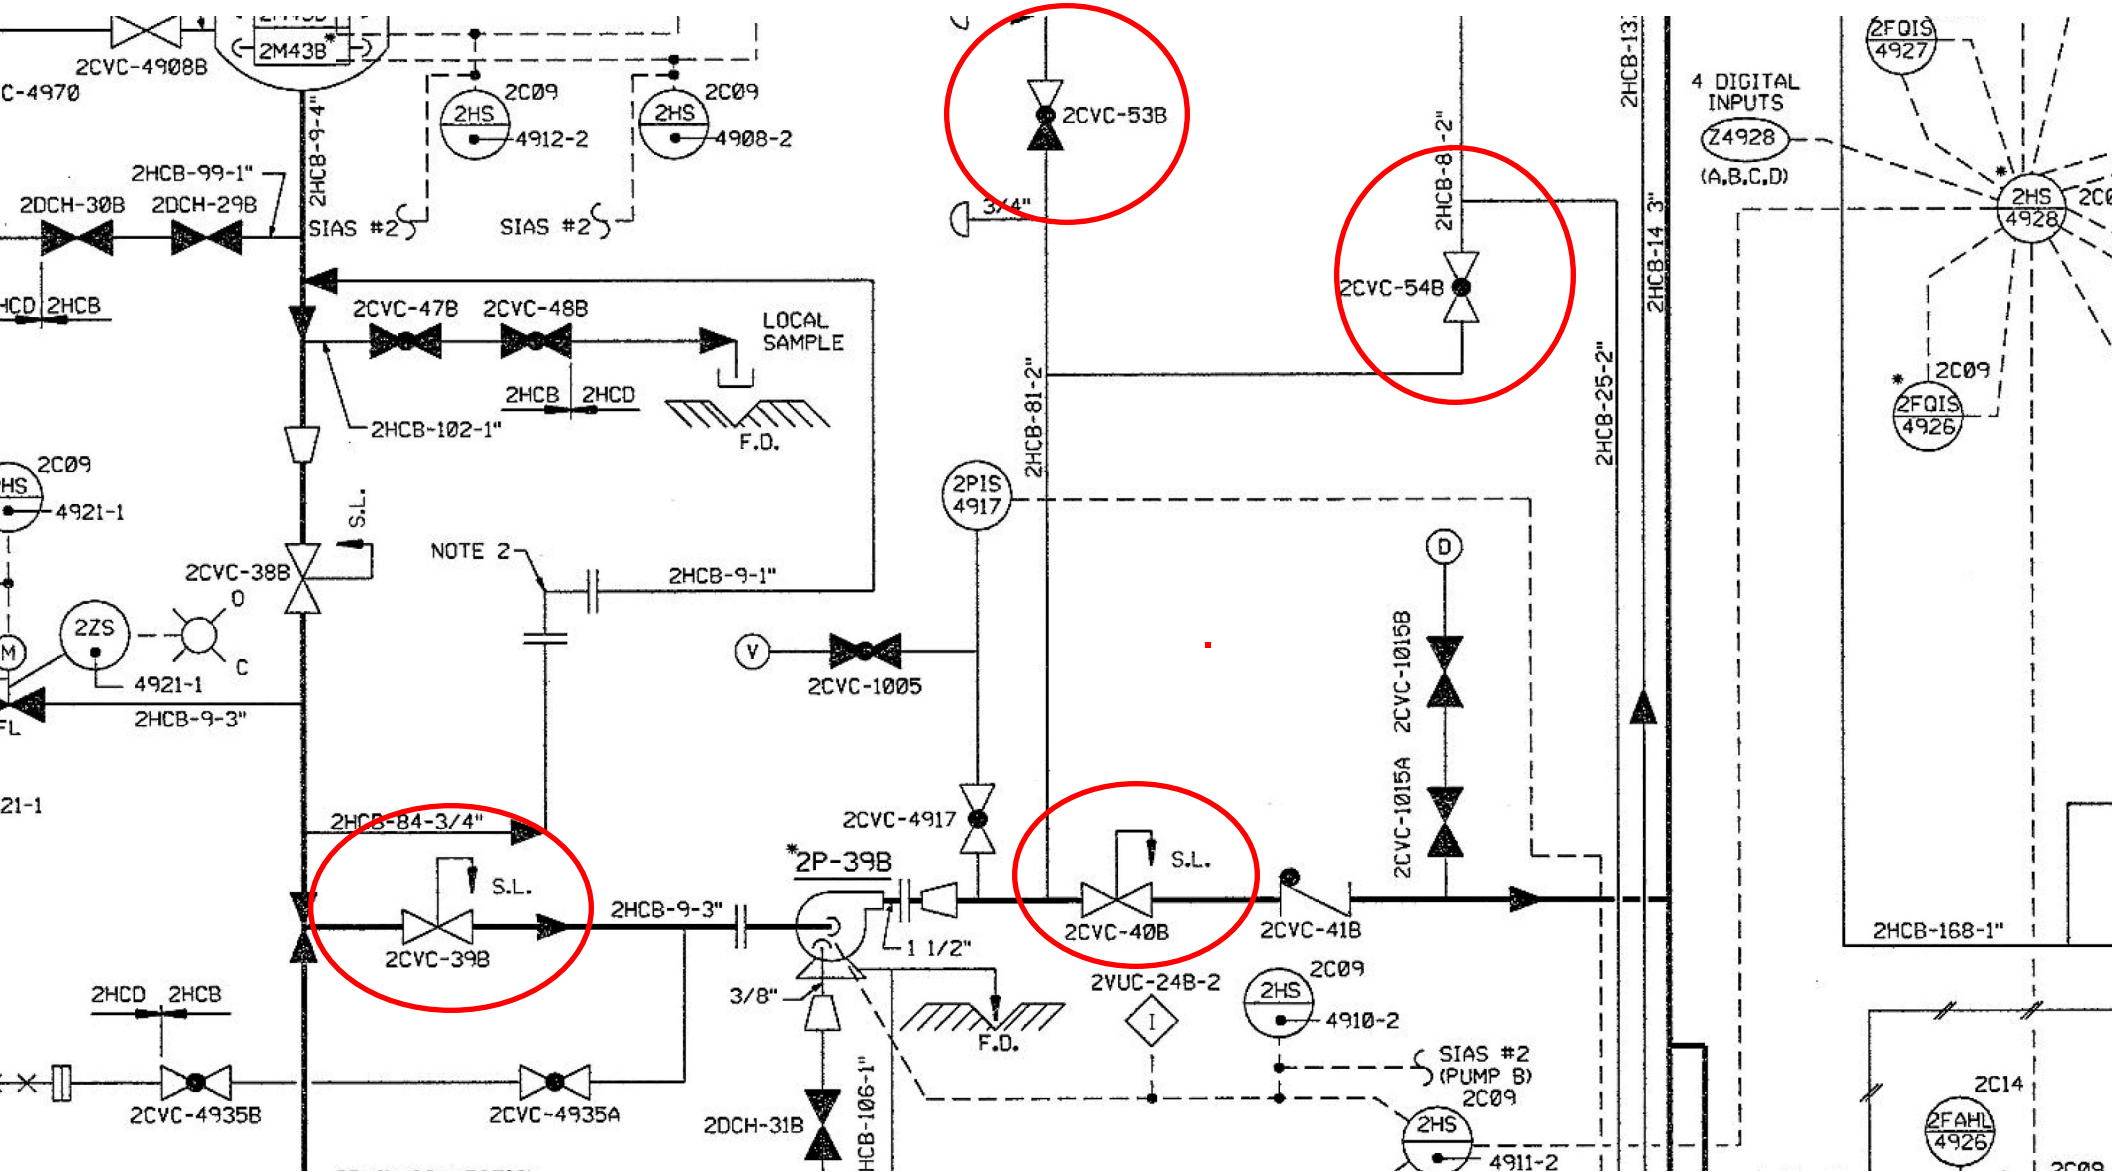 2M43B
*
2CVC-4908B
C-4970
2HCB-9-4"
2C09
2HS
4912-2
2C09
2HS
4908-2
SIAS #2
SIAS #2
2HCB-99-1"
2DCH-30B
2DCH-29B
HCD
2HCB
2CVC-47B
2CVC-48B
LOCAL
SAMPLE
2HCB
2HCD
F.D.
2HCB-102-1"
2C09
HS
4921-1
S.L.
2CVC-38B
NOTE 2
2HCB-9-1"
2ZS
O
C
M
4921-1
2HCB-9-3"
FL
21-1
2HCB-84-3/4"
S.L.
2CVC-39B
2HCB-9-3"
2HCD
2HCB
2CVC-4935B
2CVC-4935A
2CVC-53B
3/4"
2HCB-81-2"
2HCB-8-2"
2CVC-54B
2HCB-25-2"
2HCB-13
2HCB-14 3"
2PIS
4917
V
2CVC-1005
2CVC-4917
*2P-39B
1 1/2"
3/8"
F.D.
2DCH-31B
HCB-106-1"
S.L.
2CVC-40B
2CVC-41B
D
2CVC-1015B
2CVC-1015A
2VUC-24B-2
I
2C09
2HS
4910-2
SIAS #2
(PUMP B)
2C09
2HS
4911-2
4 DIGITAL
INPUTS
Z4928
(A,B,C,D)
2FQIS
4927
*
2HS
4928
2C0
*
2C09
2FQIS
4926
2HCB-168-1"
2C14
2FAHL
4926
2C09